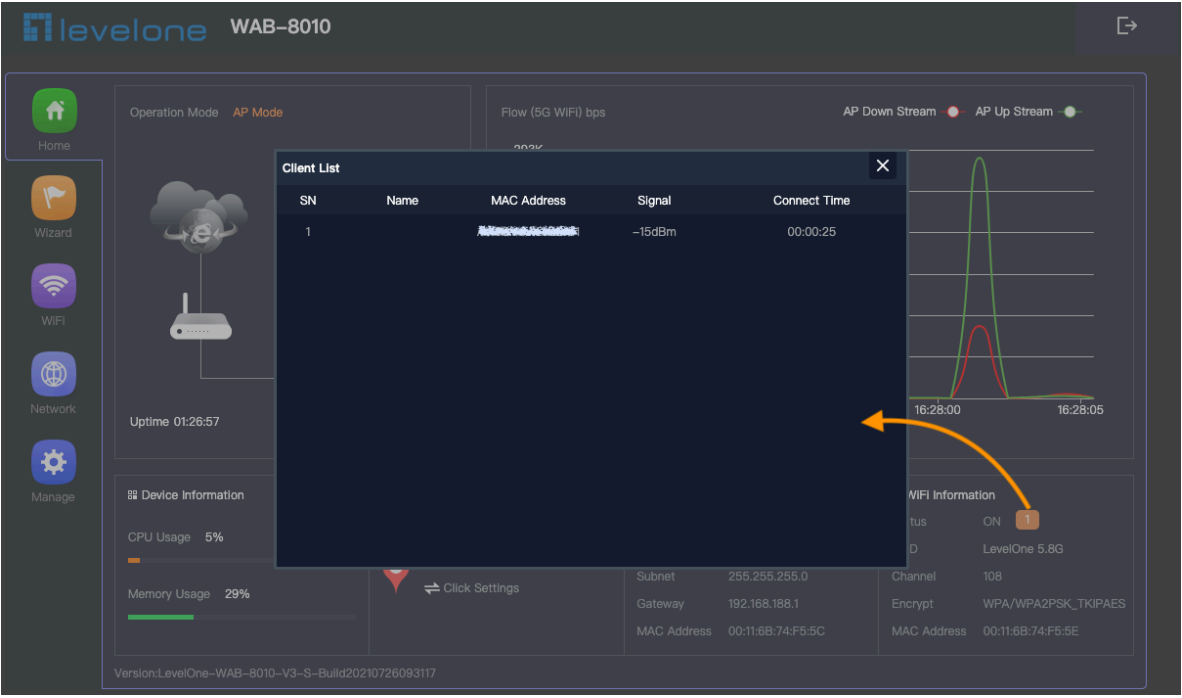 levelone WAB-8010
Operation Mode AP Mode
Flow (5G WiFi) bps
AP Down Stream AP Up Stream
Home
Client List
SN Name MAC Address Signal Connect Time
1 -15dBm 00:00:25
Wizard
WiFi
Network
Uptime 01:26:57
16:28:00 16:28:05
Manage
Device Information
WiFi Information
CPU Usage 5%
tus ON 1
D LevelOne 5.8G
Click Settings
Subnet 255.255.255.0
Channel 108
Memory Usage 29%
Gateway 192.168.188.1
Encrypt WPA/WPA2PSK_TKIPAES
MAC Address 00:11:6B:74:F5:5C
MAC Address 00:11:6B:74:F5:5E
Version:LevelOne-WAB-8010-V3-S-Build20210726093117